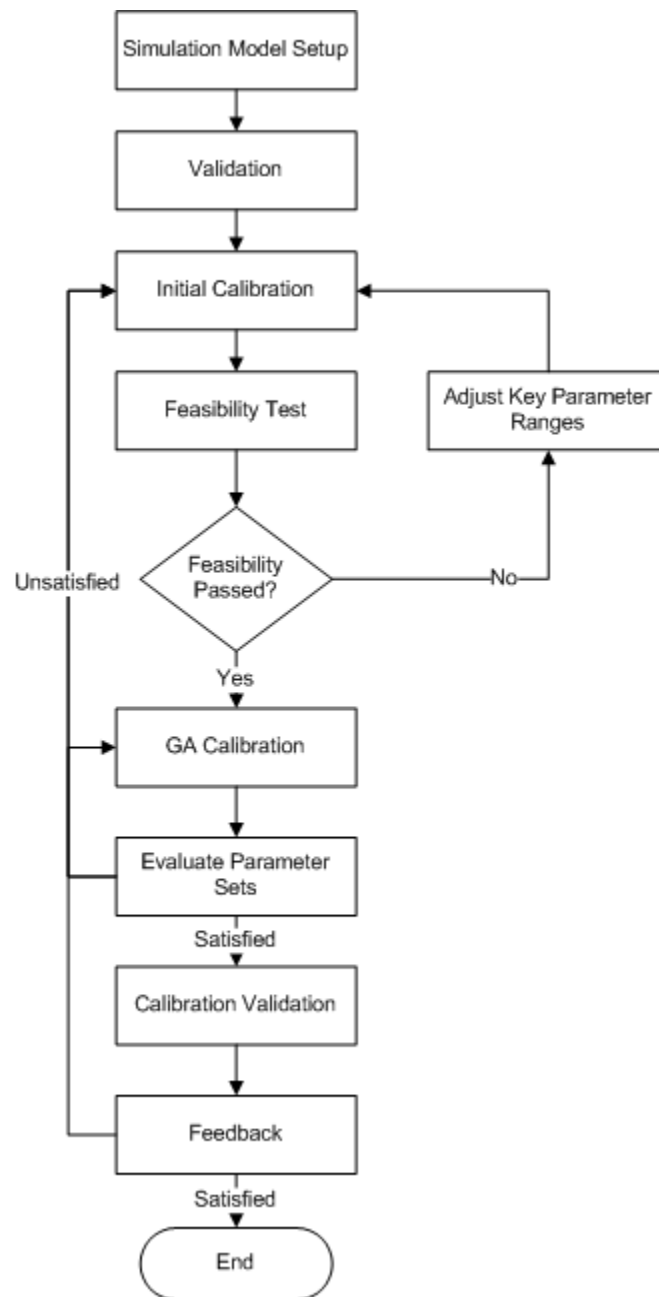 Simulation Model Setup
Validation
Initial Calibration
Feasibility Test
Adjust Key Parameter
Ranges
Feasibility
Passed?
Unsatisfied
No
Yes
GA Calibration
Evaluate Parameter
Sets
Satisfied
Calibration Validation
Feedback
Satisfied
End